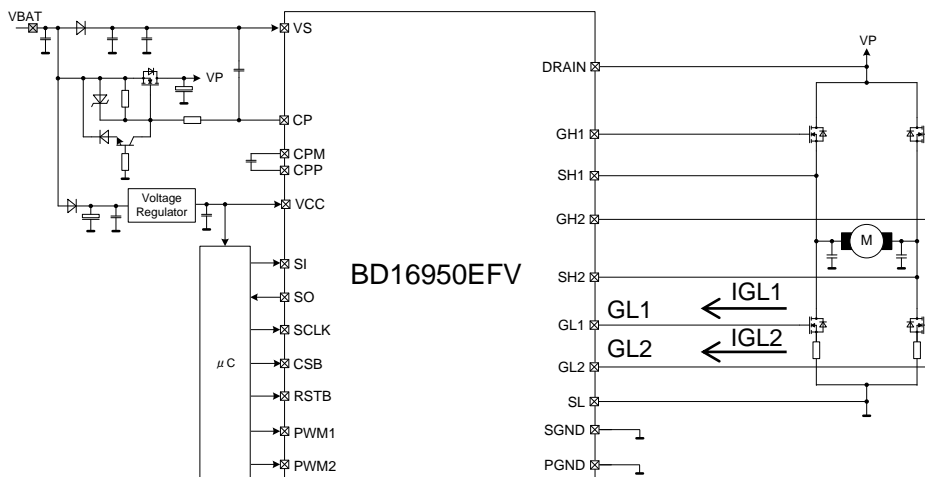 VBAT
VS
VP
CP
CPM
CPP
Voltage
Regulator
VCC
SI
SO
SCLK
μC
CSB
RSTB
PWM1
PWM2
BD16950EFV
VP
DRAIN
GH1
SH1
GH2
M
SH2
GL1
IGL1
GL1
GL2
IGL2
GL2
SL
SGND
PGND